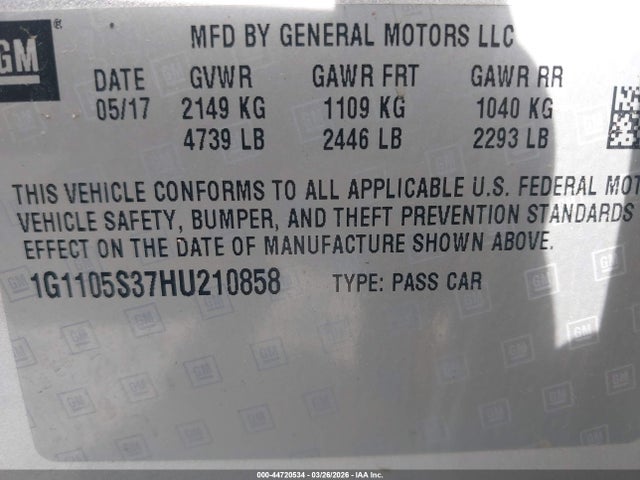 GM ®
MFD BY GENERAL MOTORS LLC
DATE GVWR GAWR FRT GAWR RR
05/17 2149 KG 1109 KG 1040 KG
4739 LB 2446 LB 2293 LB
THIS VEHICLE CONFORMS TO ALL APPLICABLE U.S. FEDERAL MOT
VEHICLE SAFETY, BUMPER, AND THEFT PREVENTION STANDARDS
EFFECT ON THE DATE OF MANUFACTURE SHOWN ABOVE.
1G1105S37HU210858 TYPE: PASS CAR
000-44720534 | 03/26/2026 | IAA Inc.